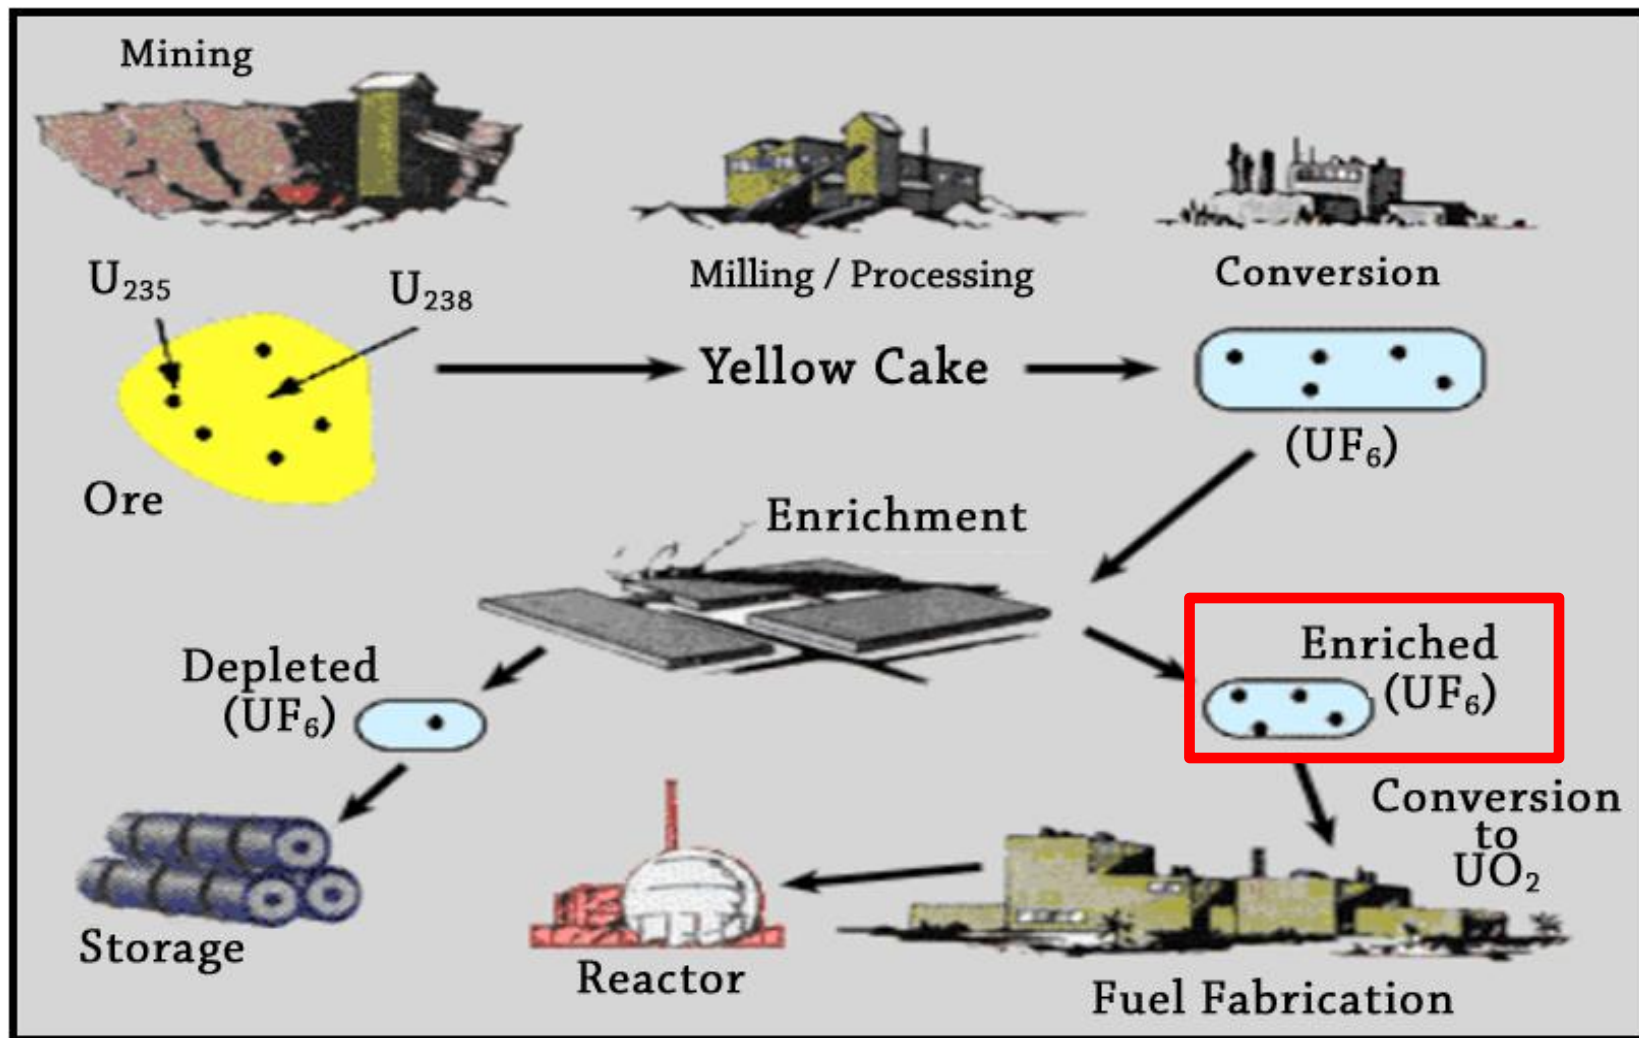 Mining
Milling / Processing
Conversion
U₂₃₅
U₂₃₈
Ore
Yellow Cake
(UF₆)
Enrichment
Depleted
(UF₆)
Enriched
(UF₆)
Storage
Reactor
Conversion
to
UO₂
Fuel Fabrication